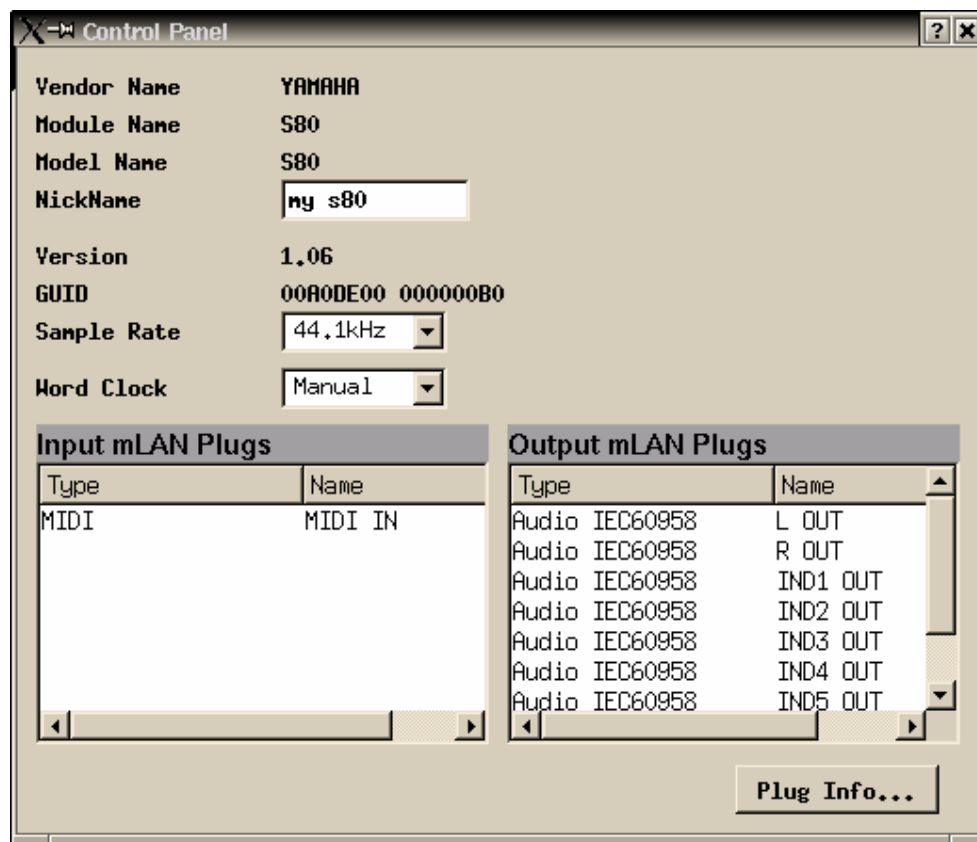 Control Panel
Vendor Name YAMAHA
Module Name S80
Model Name S80
NickName my s80
Version 1.06
GUID 00A0DE00 000000B0
Sample Rate 44.1kHz
Word Clock Manual
Input mLAN Plugs
Type Name
MIDI MIDI IN
Output mLAN Plugs
Type Name
Audio IEC60958 L OUT
Audio IEC60958 R OUT
Audio IEC60958 IND1 OUT
Audio IEC60958 IND2 OUT
Audio IEC60958 IND3 OUT
Audio IEC60958 IND4 OUT
Audio IEC60958 IND5 OUT
Plug Info...